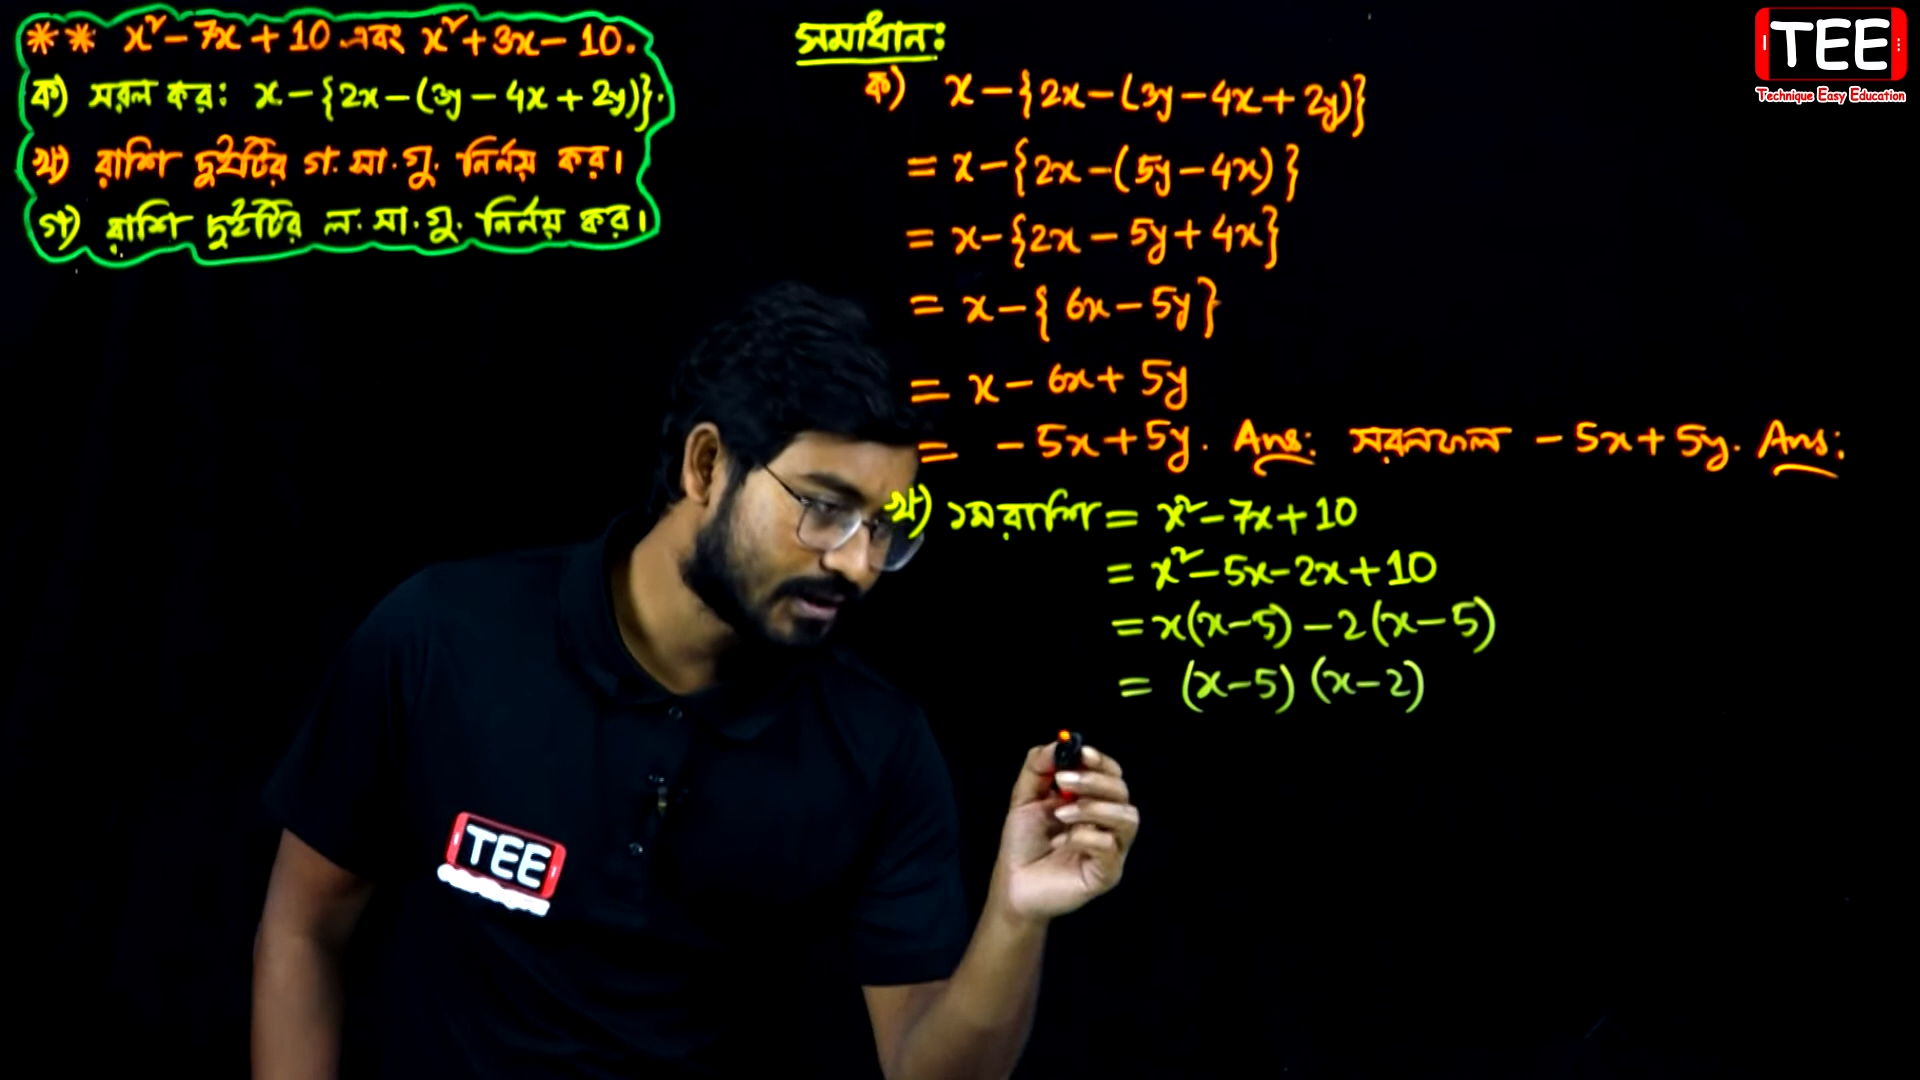 ** x² - 7x + 10 এবং x² + 3x - 10.
ক) সরল কর: x - {2x - (3y - 4x + 2y)}.
খ) রাশি দুইটির গ. সা. গু. নির্ণয় কর।
গ) রাশি দুইটির ল. সা. গু. নির্ণয় কর।
সমাধান:
ক) x - {2x - (3y - 4x + 2y)}
= x - {2x - (5y - 4x)}
= x - {2x - 5y + 4x}
= x - {6x - 5y}
= x - 6x + 5y
= - 5x + 5y. Ans: সরলফল - 5x + 5y. Ans:
খ) ১ম রাশি = x² - 7x + 10
= x² - 5x - 2x + 10
= x(x - 5) - 2(x - 5)
= (x - 5) (x - 2)
TEE
Technique Easy Education
TEE